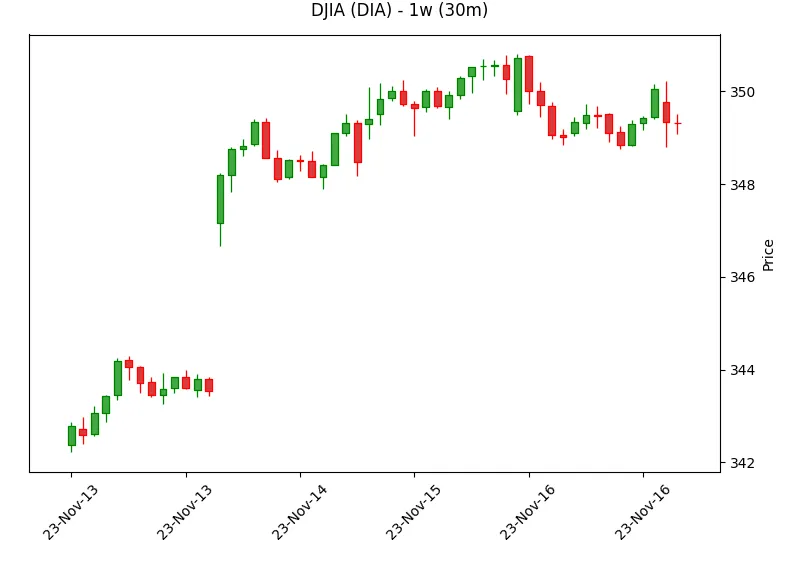 DJIA (DIA) - 1w (30m)
350
348
346
344
342
Price
23-Nov-13
23-Nov-13
23-Nov-14
23-Nov-15
23-Nov-16
23-Nov-16